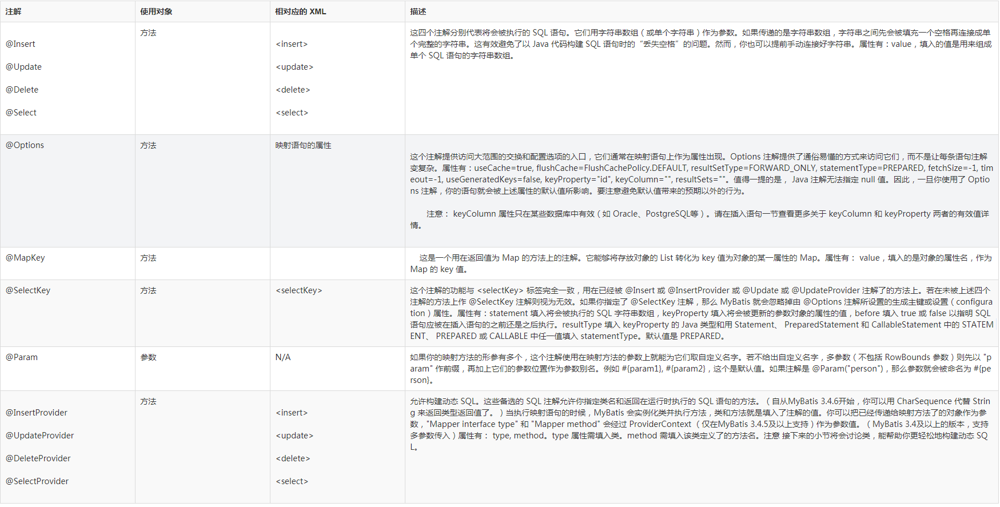 注解 使用对象 相对应的 XML 描述
@Insert
@Update
@Delete
@Select
方法
<insert>
<update>
<delete>
<select>
这四个注解分别代表将会被执行的 SQL 语句。它们用字符串数组（或单个字符串）作为参数。如果传递的是字符串数组，字符串之间先会被填充一个空格再连接成单
个完整的字符串。这有效避免了以 Java 代码构建 SQL 语句时的“丢失空格”的问题。然而，你也可以提前手动连接好字符串。属性有：value，填入的值是用来组成
单个 SQL 语句的字符串数组。
@Options
方法
映射语句的属性
这个注解提供访问大范围的交换和配置选项的入口，它们通常在映射语句上作为属性出现。Options 注解提供了通俗易懂的方式来访问它们，而不是让每条语句注解
变复杂。属性有：useCache=true, flushCache=FlushCachePolicy.DEFAULT, resultSetType=FORWARD_ONLY, statementType=PREPARED, fetchSize=-1, tim
eout=-1, useGeneratedKeys=false, keyProperty="id", keyColumn="", resultSets=""。值得一提的是， Java 注解无法指定 null 值。因此，一旦你使用了 Optio
ns 注解，你的语句就会被上述属性的默认值所影响。要注意避免默认值带来的预期以外的行为。
注意： keyColumn 属性只在某些数据库中有效（如 Oracle、PostgreSQL等）。请在插入语句一节查看更多关于 keyColumn 和 keyProperty 两者的有效值详
情。
@MapKey
方法
这是一个用在返回值为 Map 的方法上的注解。它能够将存放对象的 List 转化为 key 值为对象的某一属性的 Map。属性有： value，填入的是对象的属性名，作为
Map 的 key 值。
@SelectKey
方法
<selectKey>
这个注解的功能与 <selectKey> 标签完全一致，用在已经被 @Insert 或 @InsertProvider 或 @Update 或 @UpdateProvider 注解了的方法上。若在未被上述四个
注解的方法上作 @SelectKey 注解则视为无效。如果你指定了 @SelectKey 注解，那么 MyBatis 就会忽略掉由 @Options 注解所设置的生成主键或设置（configura
tion）属性。属性有：statement 填入将会被执行的 SQL 字符串数组，keyProperty 填入将会被更新的参数对象的属性的值，before 填入 true 或 false 以指明 SQL
语句应被在插入语句的之前还是之后执行。resultType 填入 keyProperty 的 Java 类型和用 Statement、 PreparedStatement 和 CallableStatement 中的 STATEM
ENT、 PREPARED 或 CALLABLE 中任一值填入 statementType。默认值是 PREPARED。
@Param
参数
N/A
如果你的映射方法的形参有多个，这个注解使用在映射方法的参数上就能为它们取自定义名字。若不给出自定义名字，多参数（不包括 RowBounds 参数）则先以 "p
aram" 作前缀，再加上它们的参数位置作为参数别名。例如 #{param1}, #{param2}，这个是默认值。如果注解是 @Param("person")，那么参数就会被命名为 #{pe
rson}。
@InsertProvider
@UpdateProvider
@DeleteProvider
@SelectProvider
方法
<insert>
<update>
<delete>
<select>
允许构建动态 SQL。这些备选的 SQL 注解允许你指定类名和返回在运行时执行的 SQL 语句的方法。（自从MyBatis 3.4.6开始，你可以用 CharSequence 代替 Strin
g 来返回类型返回值了。）当执行映射语句的时候，MyBatis 会实例化类并执行方法，类和方法就是填入了注解的值。你可以把已经传递给映射方法了的对象作为参
数，"Mapper interface type" 和 "Mapper method" 会经过 ProviderContext （仅在MyBatis 3.4.5及以上支持）作为参数值。（MyBatis 3.4及以上的版本，支持
多参数传入）属性有： type, method。type 属性需填入类。method 需填入该类定义了的方法名。注意 接下来的小节将会讨论类，能帮助你更轻松地构建动态 SQ
L。